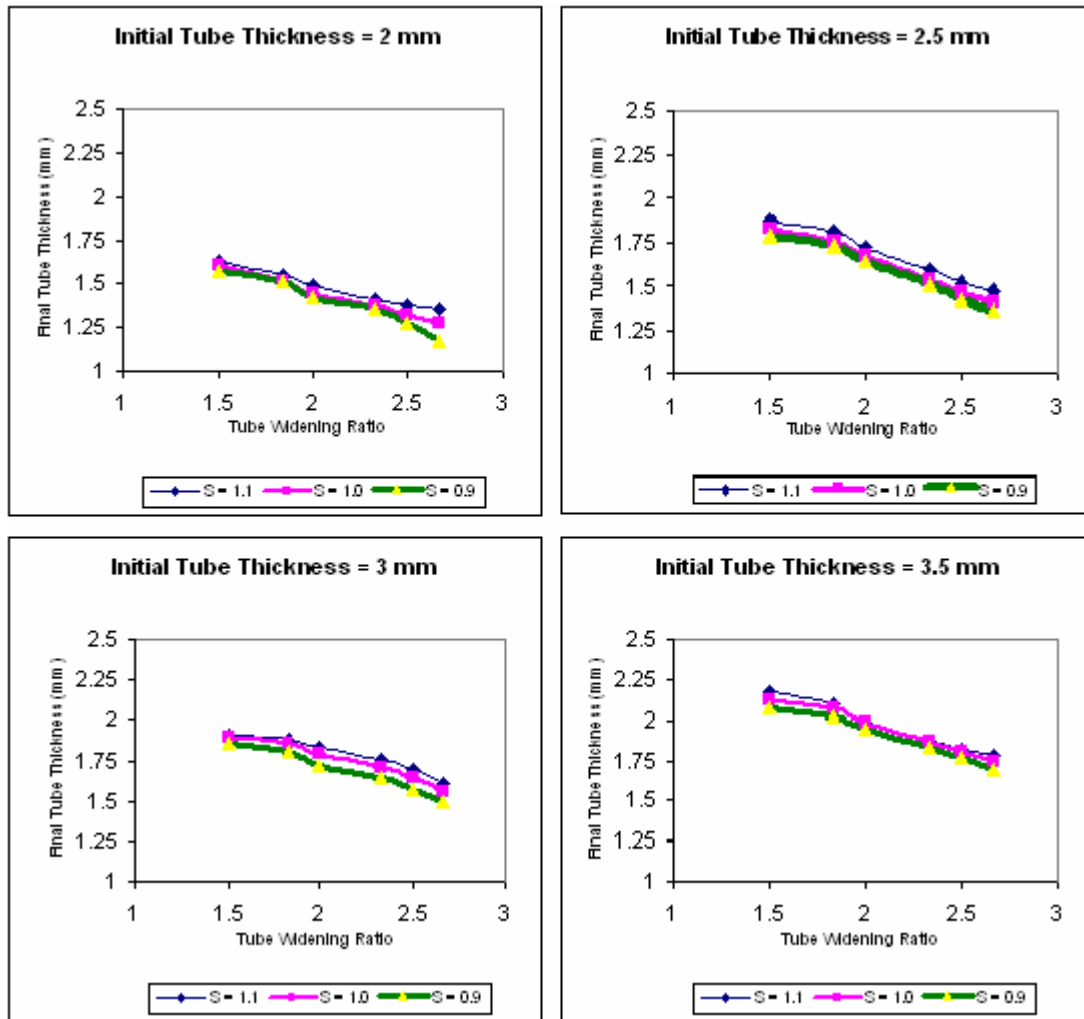 Initial Tube Thickness = 2 mm
Final Tube Thickness (mm)
2.5
2.25
2
1.75
1.5
1.25
1
1 1.5 2 2.5 3
Tube Widening Ratio
S = 1.1 S = 1.0 S = 0.9
Initial Tube Thickness = 2.5 mm
Final Tube Thickness (mm)
2.5
2.25
2
1.75
1.5
1.25
1
1 1.5 2 2.5 3
Tube Widening Ratio
S = 1.1 S = 1.0 S = 0.9
Initial Tube Thickness = 3 mm
Final Tube Thickness (mm)
2.5
2.25
2
1.75
1.5
1.25
1
1 1.5 2 2.5 3
Tube Widening Ratio
S = 1.1 S = 1.0 S = 0.9
Initial Tube Thickness = 3.5 mm
Final Tube Thickness (mm)
2.5
2.25
2
1.75
1.5
1.25
1
1 1.5 2 2.5 3
Tube Widening Ratio
S = 1.1 S = 1.0 S = 0.9